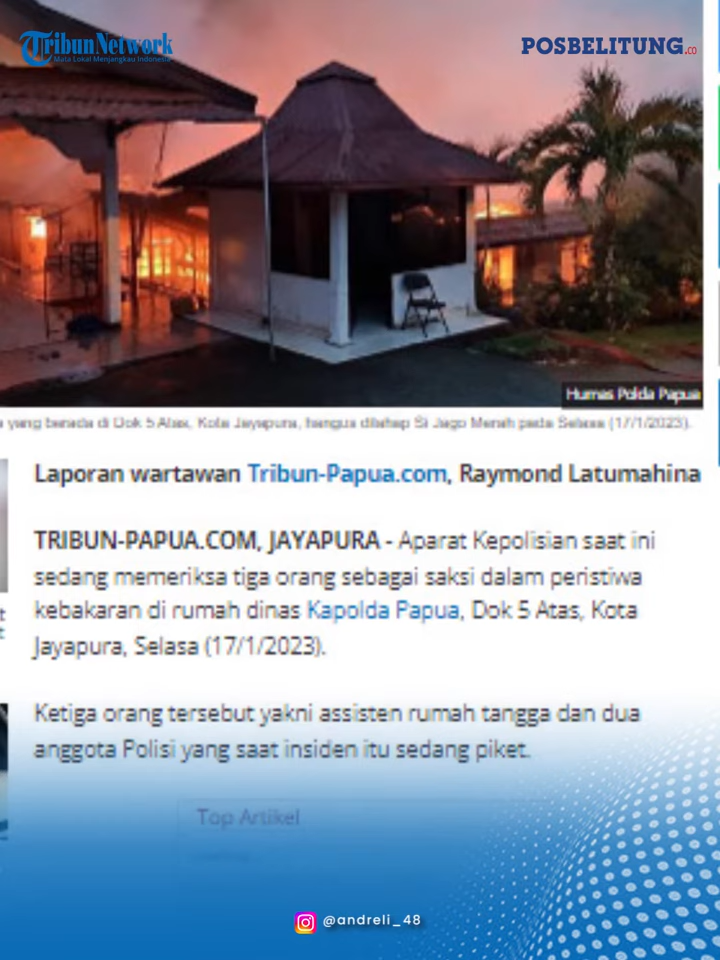 Tribun Network
Mata Lokal Menjangkau Indonesia
POSBELITUNG.CO
Humas Polda Papua
yang berada di Dok 5 Atas, Kota Jayapura, hangus dilahap Si Jago Merah pada Selasa (17/1/2023).
Laporan wartawan Tribun-Papua.com, Raymond Latumahina
TRIBUN-PAPUA.COM, JAYAPURA - Aparat Kepolisian saat ini
sedang memeriksa tiga orang sebagai saksi dalam peristiwa
kebakaran di rumah dinas Kapolda Papua, Dok 5 Atas, Kota
Jayapura, Selasa (17/1/2023).
Ketiga orang tersebut yakni assisten rumah tangga dan dua
anggota Polisi yang saat insiden itu sedang piket.
Top Artikel
@andreli_48